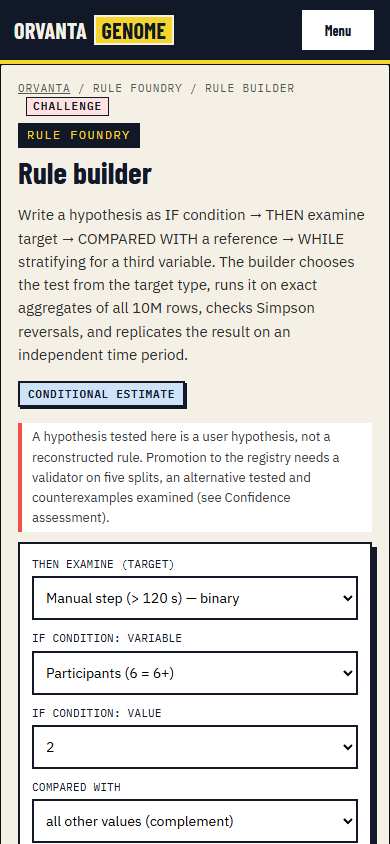 ORVANTA GENOME
Menu
ORVANTA / RULE FOUNDRY / RULE BUILDER
CHALLENGE
RULE FOUNDRY
Rule builder
Write a hypothesis as IF condition → THEN examine
target → COMPARED WITH a reference → WHILE
stratifying for a third variable. The builder chooses
the test from the target type, runs it on exact
aggregates of all 10M rows, checks Simpson
reversals, and replicates the result on an
independent time period.
CONDITIONAL ESTIMATE
A hypothesis tested here is a user hypothesis, not a
reconstructed rule. Promotion to the registry needs a
validator on five splits, an alternative tested and
counterexamples examined (see Confidence
assessment).
THEN EXAMINE (TARGET)
Manual step (> 120 s) — binary
IF CONDITION: VARIABLE
Participants (6 = 6+)
IF CONDITION: VALUE
2
COMPARED WITH
all other values (complement)